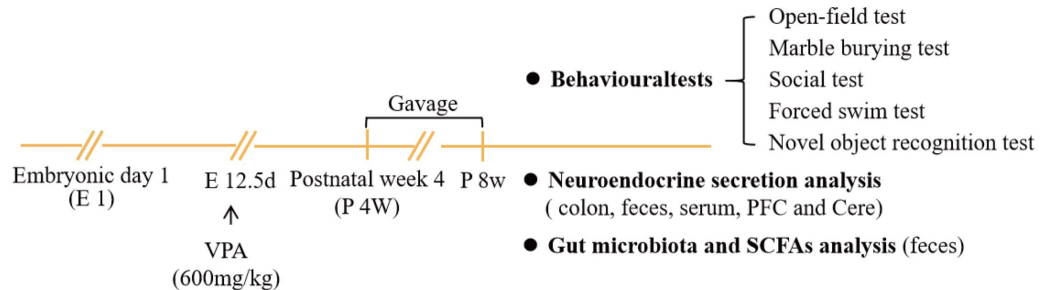 Open-field test
Marble burying test
● Behaviouraltests
Social test
Forced swim test
Novel object recognition test
Gavage
Embryonic day 1
(E 1)
E 12.5d
Postnatal week 4
(P 4W)
P 8w
VPA
(600mg/kg)
● Neuroendocrine secretion analysis
( colon, feces, serum, PFC and Cere)
● Gut microbiota and SCFAs analysis (feces)